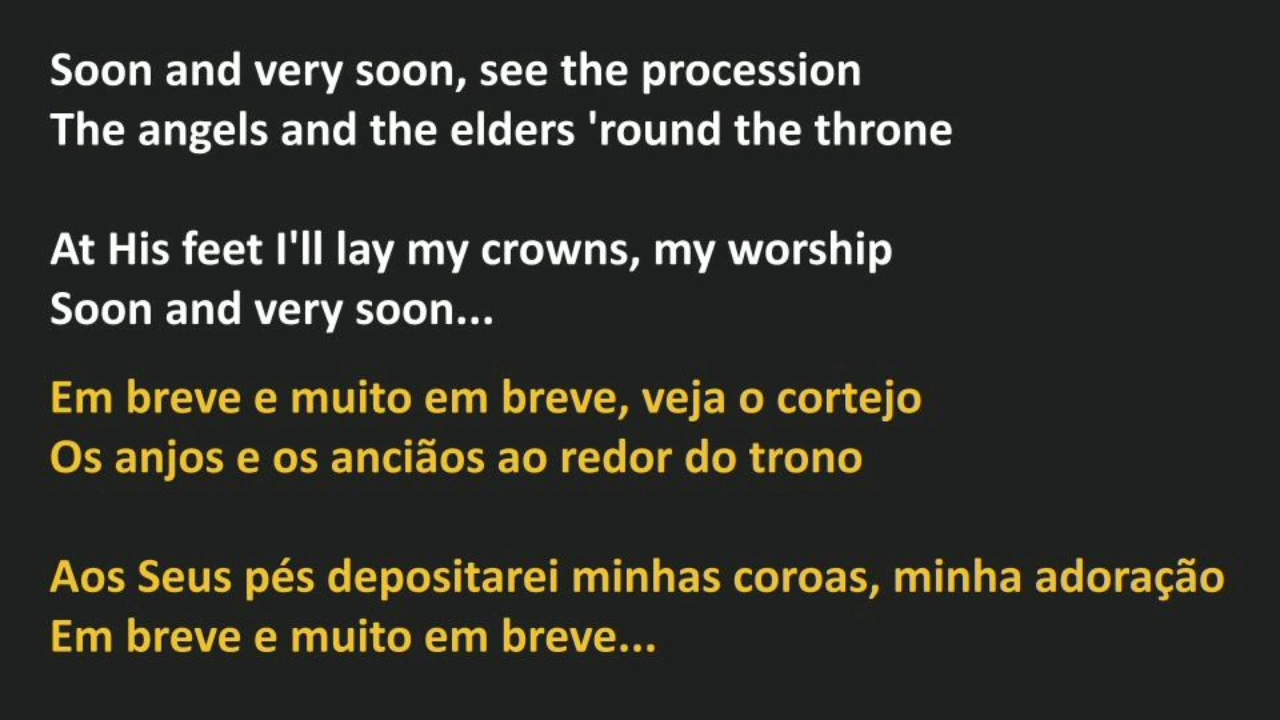 Soon and very soon, see the procession
The angels and the elders 'round the throne
At His feet I'll lay my crowns, my worship
Soon and very soon...
Em breve e muito em breve, veja o cortejo
Os anjos e os anciãos ao redor do trono
Aos Seus pés depositarei minhas coroas, minha adoração
Em breve e muito em breve...